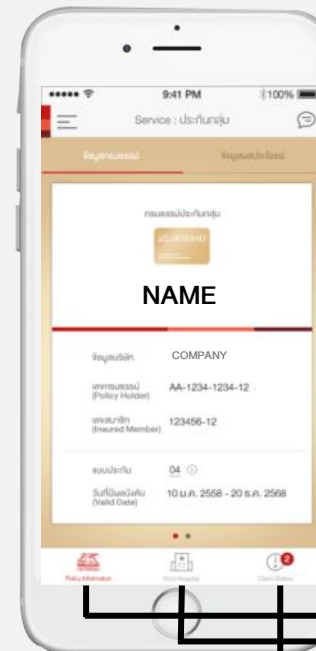 9:41 PM
100%
Service : ประกันกลุ่ม
ข้อมูลกรมธรรม์
ข้อมูลผลประโยชน์
กรมธรรม์ประกันกลุ่ม
GENERALI
NAME
ข้อมูลบริษัท COMPANY
เลขกรมธรรม์ AA-1234-1234-12
(Policy Holder)
เลขสมาชิก 123456-12
(Insured Member)
แบบประกัน 04
วันที่มีผลบังคับ 10 ม.ค. 2558 - 20 ธ.ค. 2568
(Valid Date)
2
Policy Information
Find Hospital
Claim Status